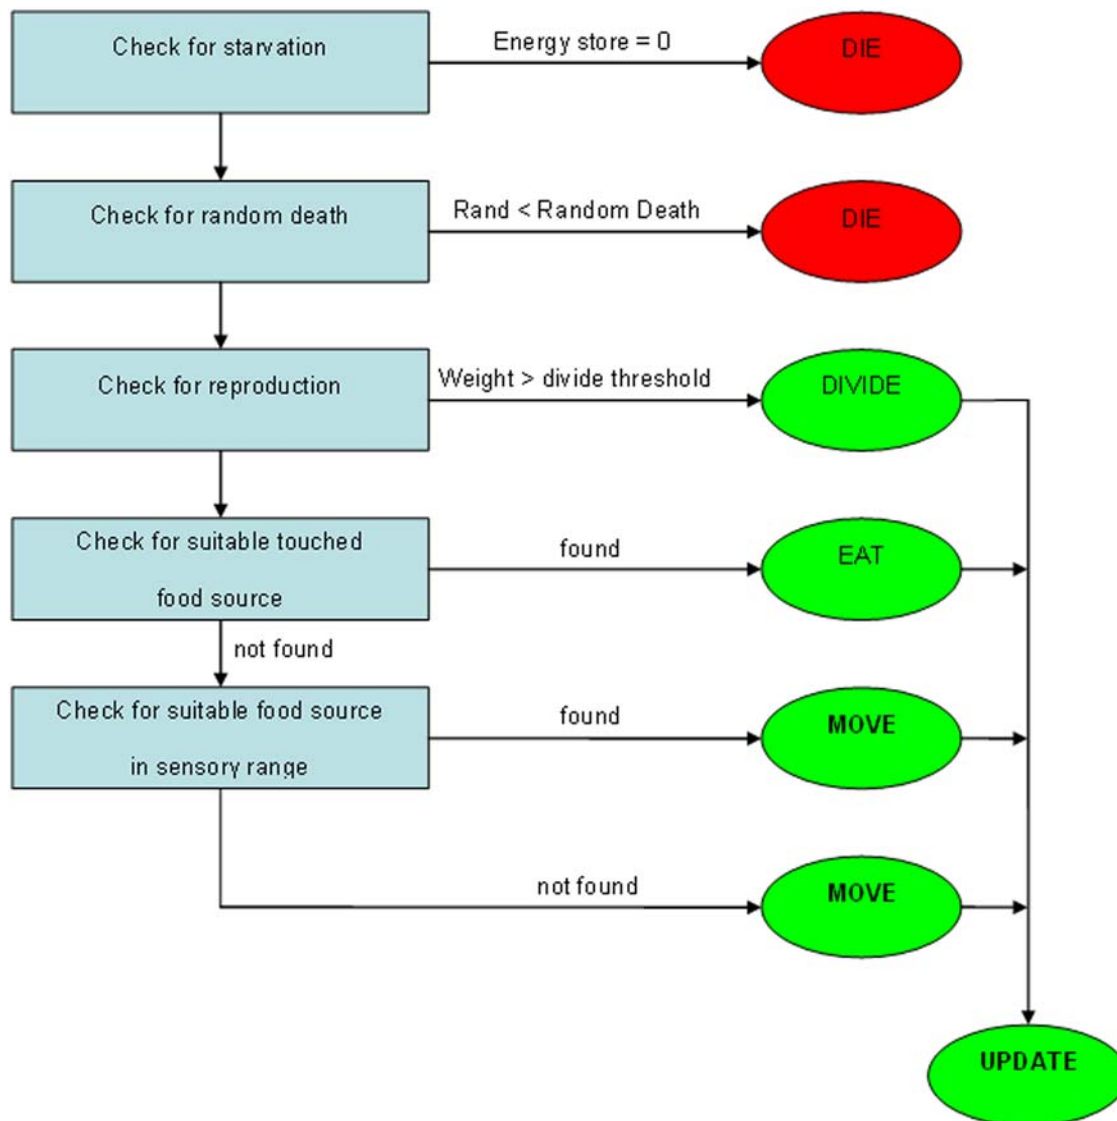 Check for starvation
Energy store = 0
DIE
Check for random death
Rand < Random Death
DIE
Check for reproduction
Weight > divide threshold
DIVIDE
Check for suitable touched
food source
found
EAT
not found
Check for suitable food source
in sensory range
found
MOVE
not found
MOVE
UPDATE